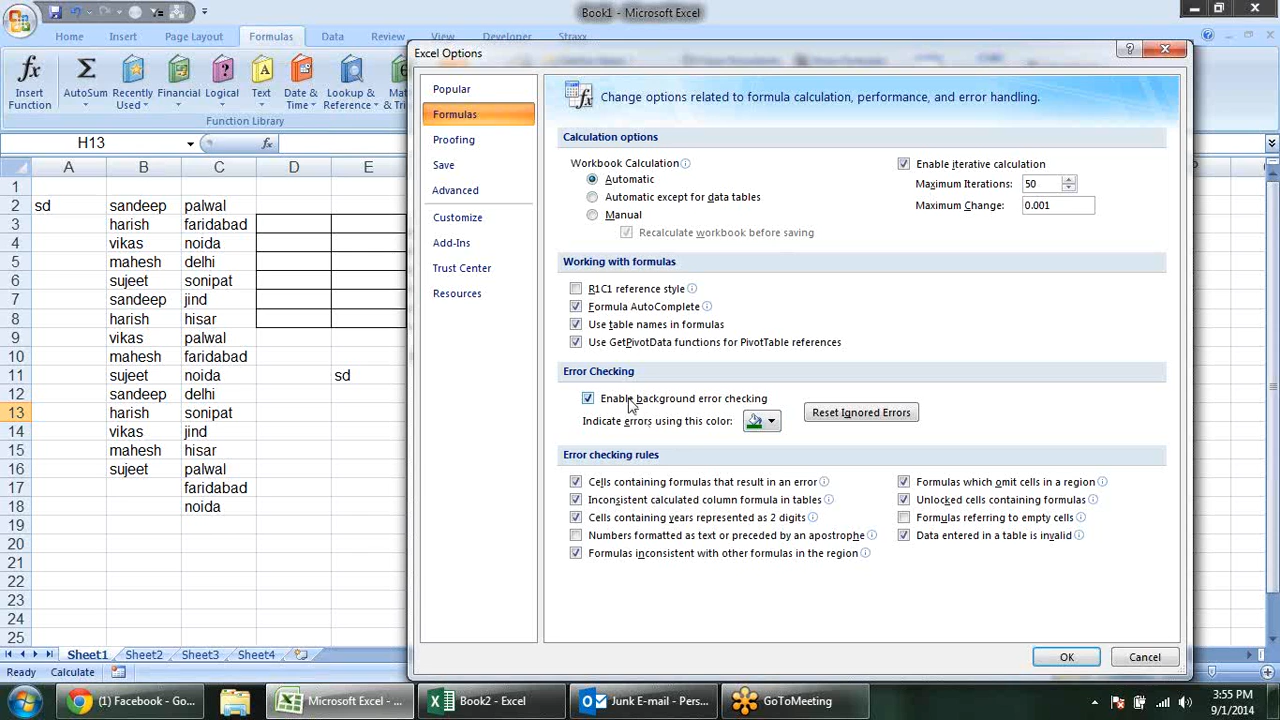 Book1 - Microsoft Excel
Home Insert Page Layout Formulas Data Review Developer Straxx
Insert Function
AutoSum
Recently Used
Financial
Logical
Text
Date & Time
Lookup & Reference
Function Library
H13
fx
A B C D E
1
2 sd sandeep palwal
3 harish faridabad
4 vikas noida
5 mahesh delhi
6 sujeet sonipat
7 sandeep jind
8 harish hisar
9 vikas palwal
10 mahesh faridabad
11 sujeet noida sd
12 sandeep delhi
13 harish sonipat
14 vikas jind
15 mahesh hisar
16 sujeet palwal
17 faridabad
18 noida
19
20
21
22
23
24
25
Sheet1 Sheet2 Sheet3 Sheet4
Ready Calculate
Excel Options
Popular
Formulas
Proofing
Save
Advanced
Customize
Add-Ins
Trust Center
Resources
Change options related to formula calculation, performance, and error handling.
Calculation options
Workbook Calculation
Automatic
Automatic except for data tables
Manual
Recalculate workbook before saving
Enable iterative calculation
Maximum Iterations: 50
Maximum Change: 0.001
Working with formulas
R1C1 reference style
Formula AutoComplete
Use table names in formulas
Use GetPivotData functions for PivotTable references
Error Checking
Enable background error checking
Indicate errors using this color:
Reset Ignored Errors
Error checking rules
Cells containing formulas that result in an error
Inconsistent calculated column formula in tables
Cells containing years represented as 2 digits
Numbers formatted as text or preceded by an apostrophe
Formulas inconsistent with other formulas in the region
Formulas which omit cells in a region
Unlocked cells containing formulas
Formulas referring to empty cells
Data entered in a table is invalid
OK Cancel
(1) Facebook - Go...
Microsoft Excel - ...
Book2 - Excel
Junk E-mail - Pers...
GoToMeeting
3:55 PM
9/1/2014